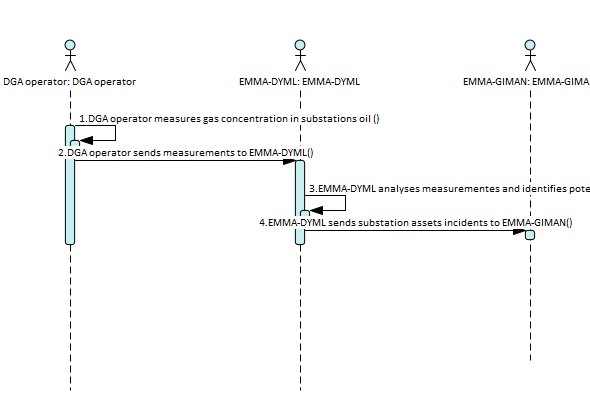 DGA operator: DGA operator
EMMA-DYML: EMMA-DYML
EMMA-GIMAN: EMMA-GIMA
1.DGA operator measures gas concentration in substations oil ()
2.DGA operator sends measurements to EMMA-DYML()
3.EMMA-DYML analyses measurementes and identifies pote
4.EMMA-DYML sends substation assets incidents to EMMA-GIMAN()